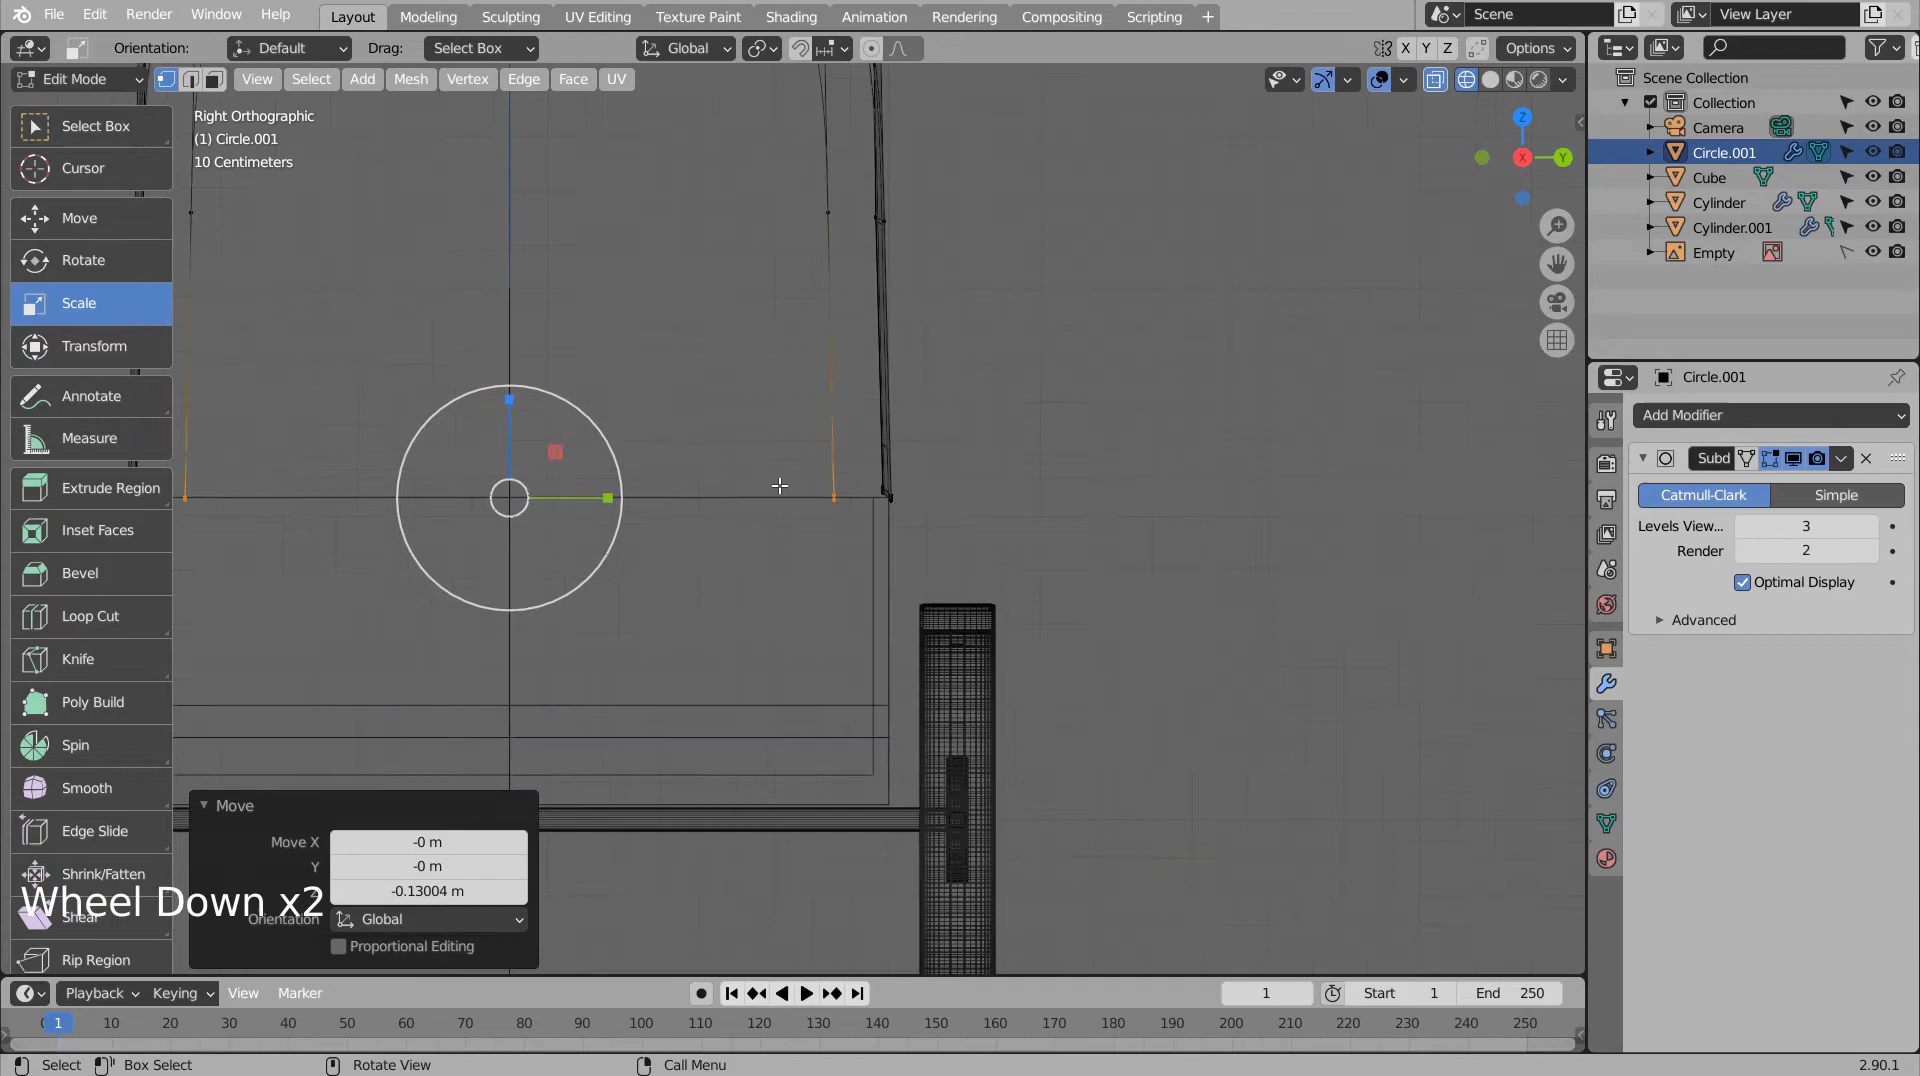 File Edit Render Window Help Layout Modeling Sculpting UV Editing Texture Paint Shading Animation Rendering Compositing Scripting + Scene View Layer
Orientation: Default Drag: Select Box Global X Y Z Options
Edit Mode View Select Add Mesh Vertex Edge Face UV
Right Orthographic
(1) Circle.001
10 Centimeters
Z
X
Y
Select Box
Cursor
Move
Rotate
Scale
Transform
Annotate
Measure
Extrude Region
Inset Faces
Bevel
Loop Cut
Knife
Poly Build
Spin
Smooth
Edge Slide
Shrink/Fatten
Shear
Rip Region
Wheel Down x2
Move
Move X -0 m
Y -0 m
-0.13004 m
Orientation Global
Proportional Editing
Scene Collection
Collection
Camera
Circle.001
Cube
Cylinder
Cylinder.001
Empty
Circle.001
Add Modifier
Subd
Catmull-Clark Simple
Levels View... 3
Render 2
Optimal Display
Advanced
Playback Keying View Marker 1 Start 1 End 250
0 1 10 20 30 40 50 60 70 80 90 100 110 120 130 140 150 160 170 180 190 200 210 220 230 240 250
Select Box Select Rotate View Call Menu 2.90.1